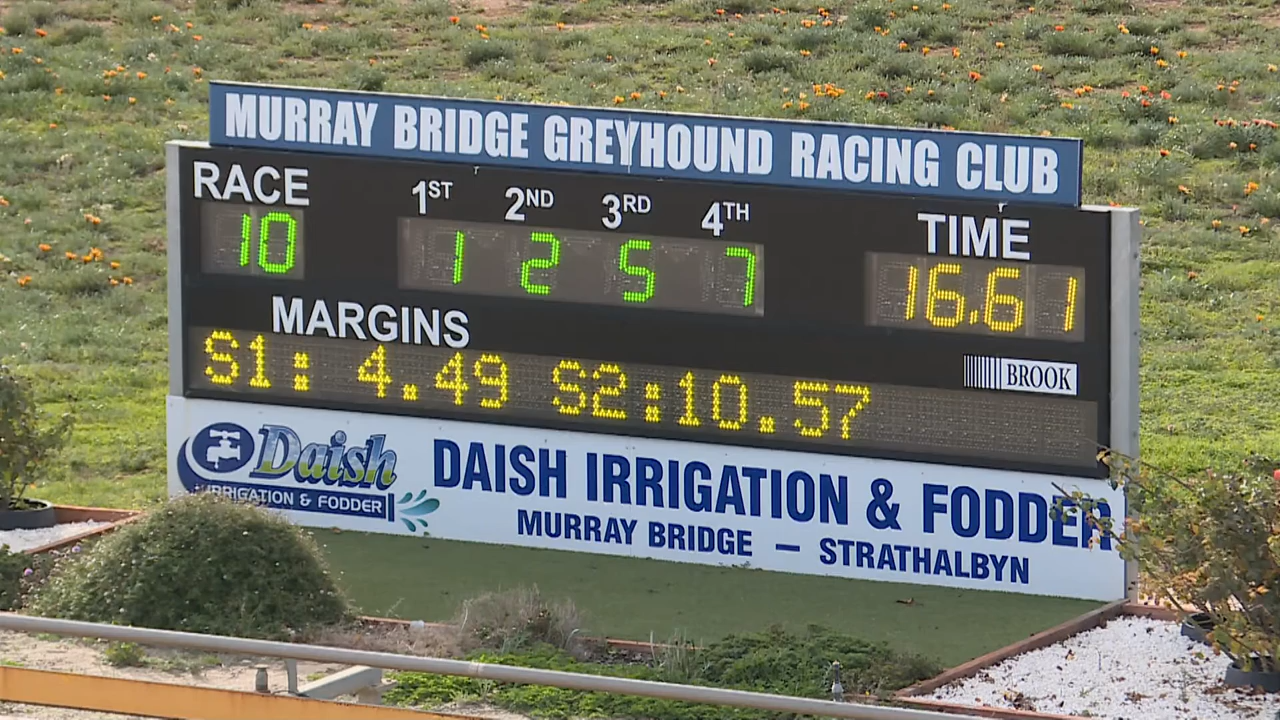 MURRAY BRIDGE GREYHOUND RACING CLUB
RACE 1ST 2ND 3RD 4TH TIME
10 1 2 5 7 16.61
MARGINS
BROOK
S1: 4.49 S2:10.57
Daish
IRRIGATION & FODDER
DAISH IRRIGATION & FODDER
MURRAY BRIDGE — STRATHALBYN